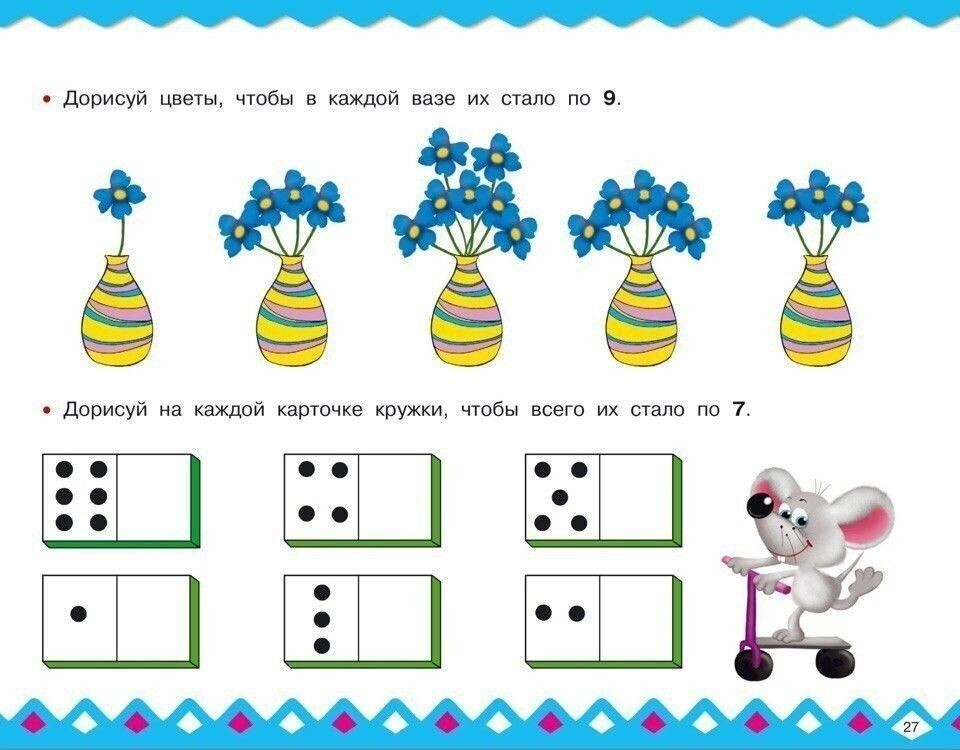 • Дорисуй цветы, чтобы в каждой вазе их стало по 9.
• Дорисуй на каждой карточке кружки, чтобы всего их стало по 7.
27